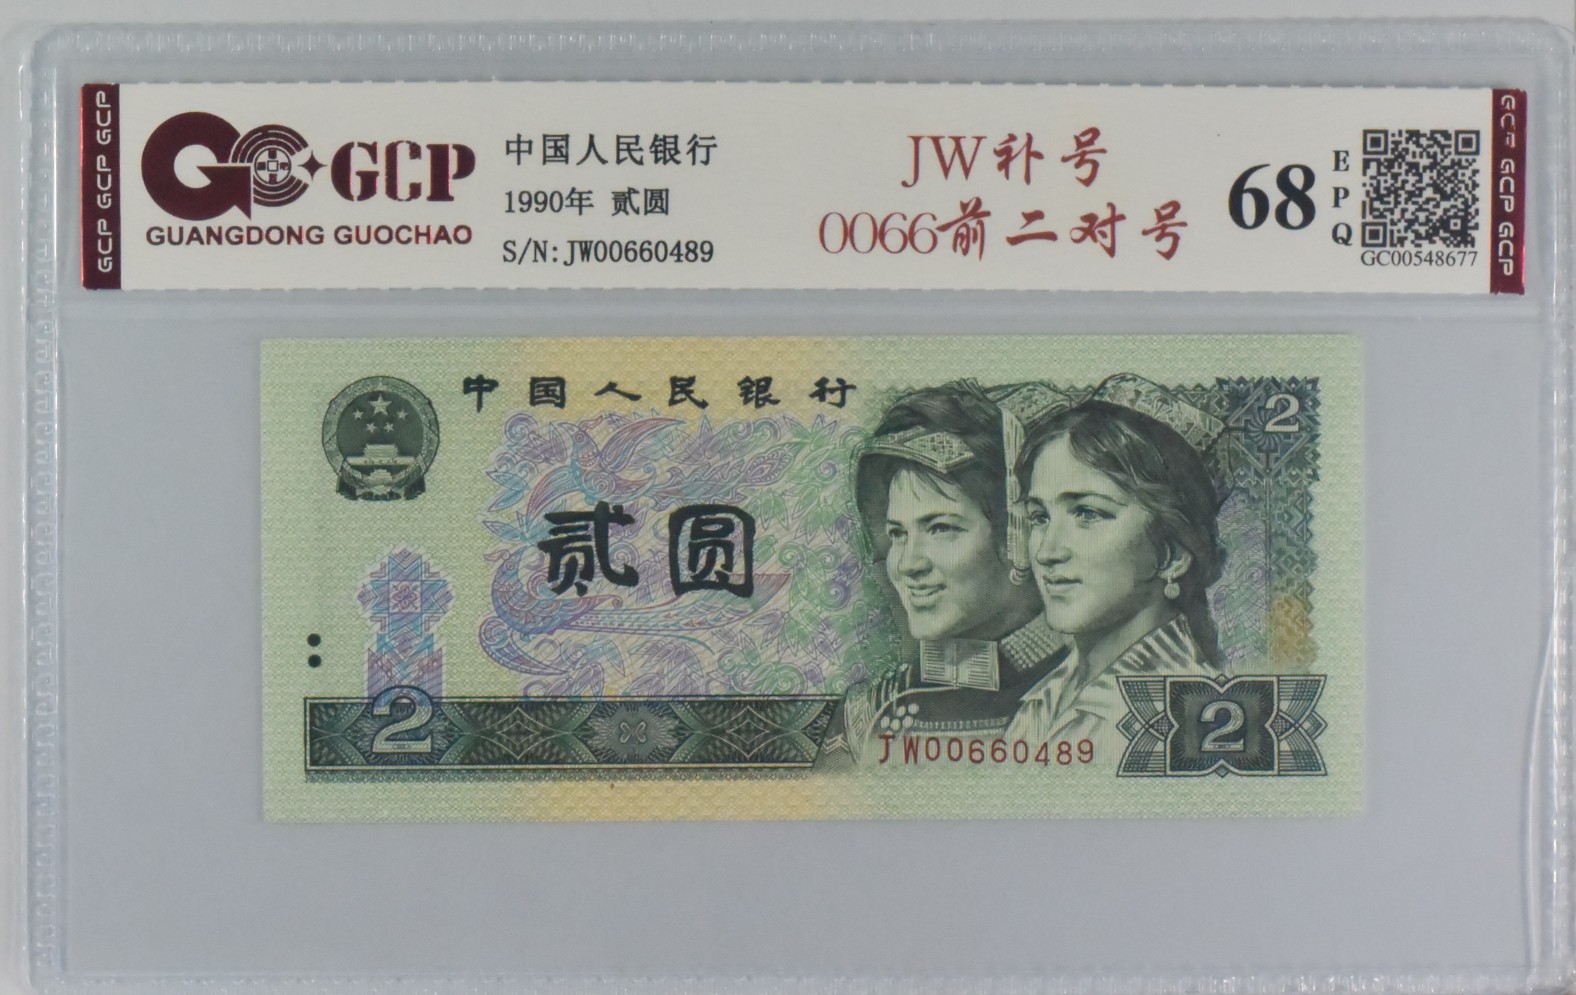 GCP GCP GCP
GCP
GUANGDONG GUOCHAO
中国人民银行
1990年 贰圆
S/N:JW00660489
JW补号
0066前二对号
68
EPQ
GC00548677
GCP GCP GCP
中国人民银行
2
贰圆
2
JW00660489
2